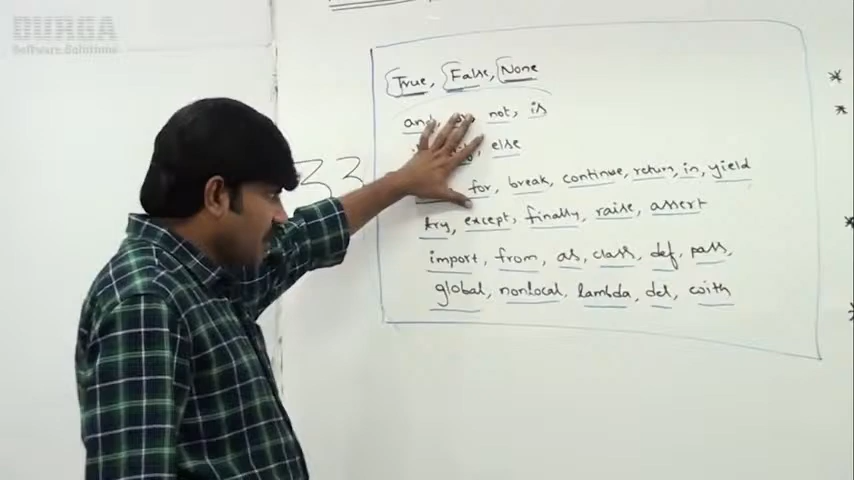 DURGA
Software Solutions
33
True, False, None
and, or, not, is
else
for, break, continue, return, in, yield
try, except, finally, raise, assert
import, from, as, class, def, pass,
global, nonlocal, lambda, del, with
*
*
*
*